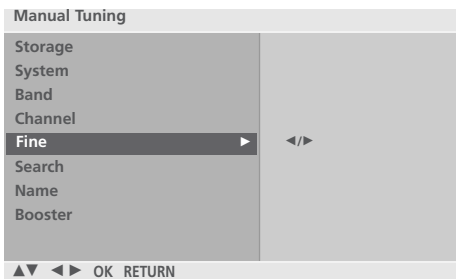 Manual Tuning
Storage
System
Band
Channel
Fine ▶ ◀/▶
Search
Name
Booster
▲▼ ◀ ▶ OK RETURN